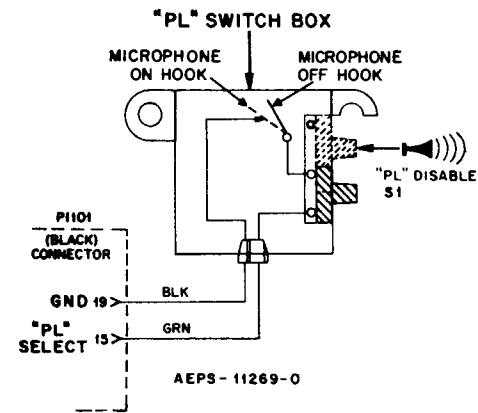 "PL" SWITCH BOX
MICROPHONE
ON HOOK
MICROPHONE
OFF HOOK
"PL" DISABLE
S1
P1101
(BLACK)
CONNECTOR
GND 19
BLK
"PL"
SELECT 15
GRN
AEPS-11269-O